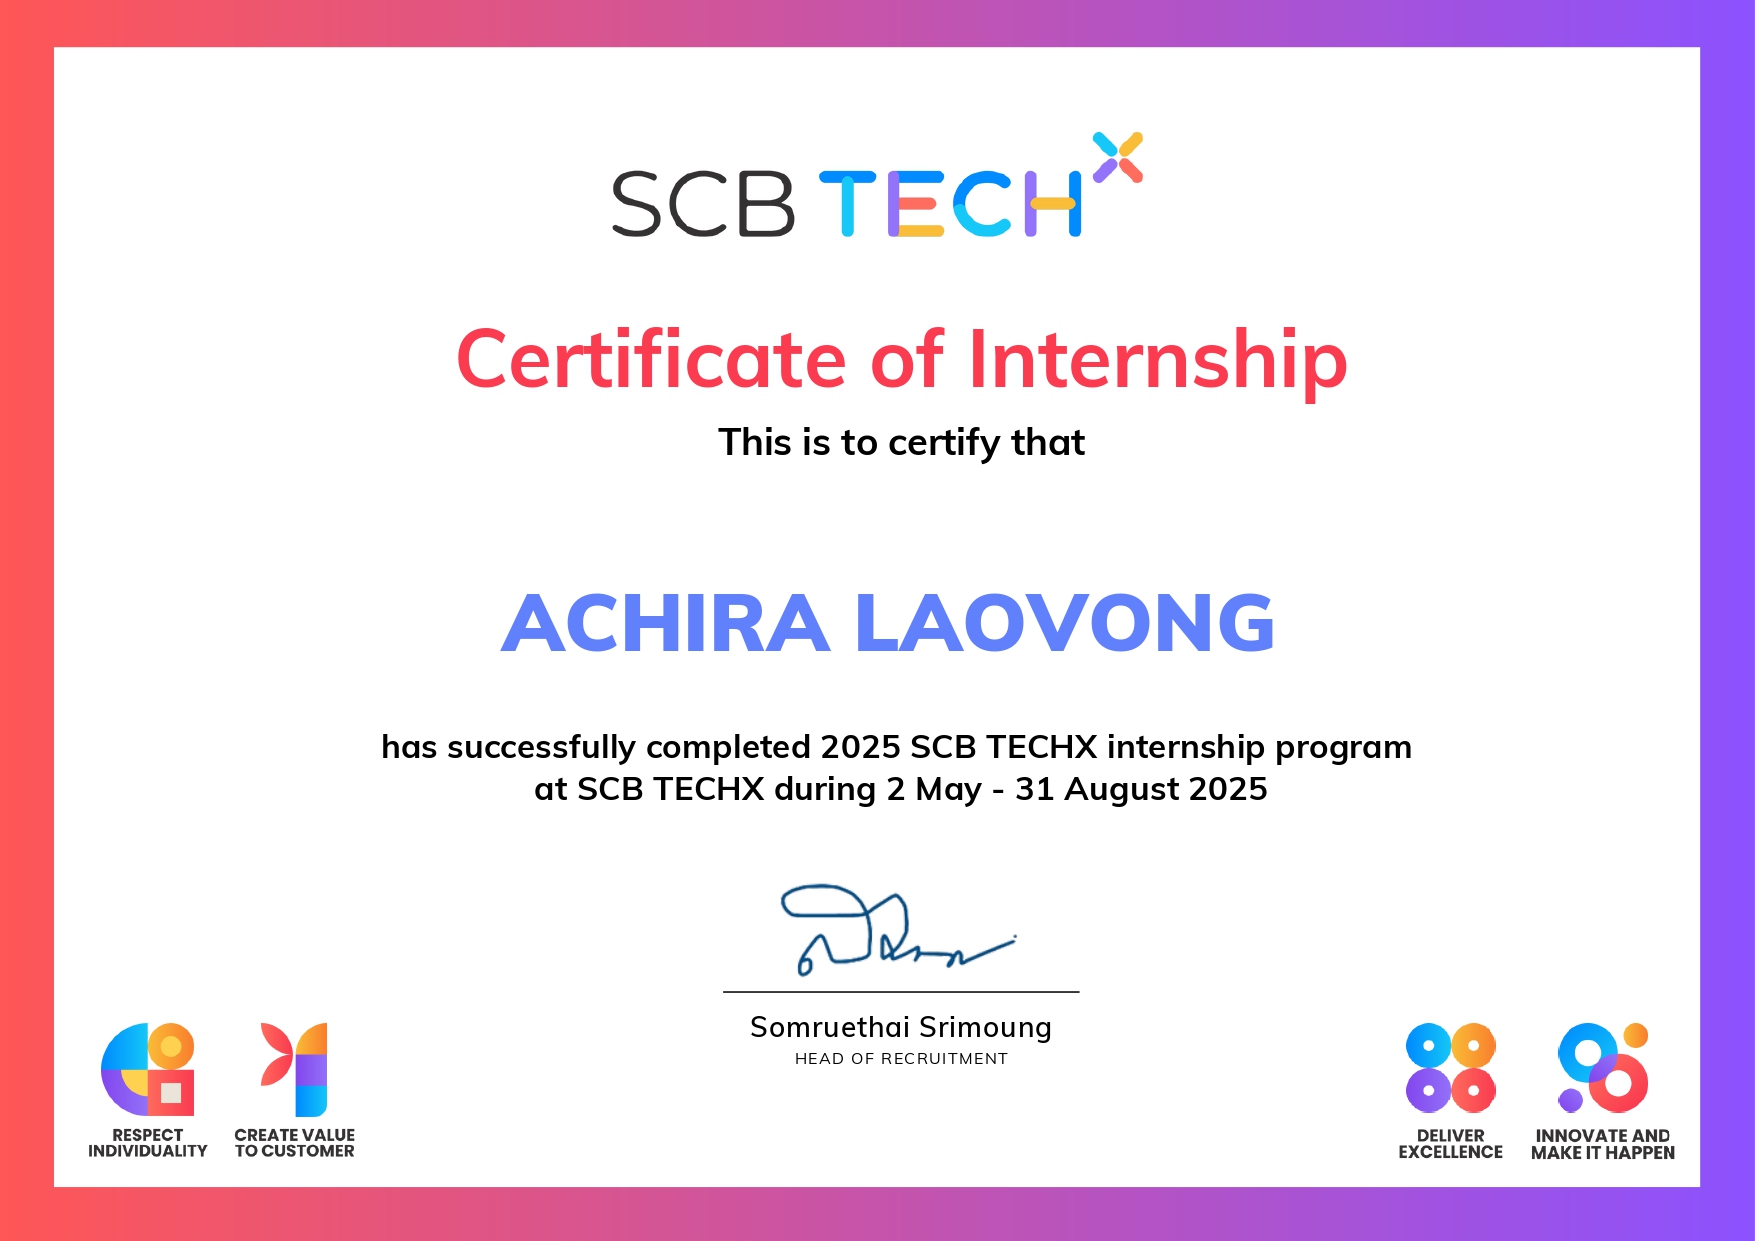 SCB TECHX
Certificate of Internship
This is to certify that
ACHIRA LAOVONG
has successfully completed 2025 SCB TECHX internship program
at SCB TECHX during 2 May - 31 August 2025
Somruethai Srimoung
HEAD OF RECRUITMENT
RESPECT
INDIVIDUALITY
CREATE VALUE
TO CUSTOMER
DELIVER
EXCELLENCE
INNOVATE AND
MAKE IT HAPPEN